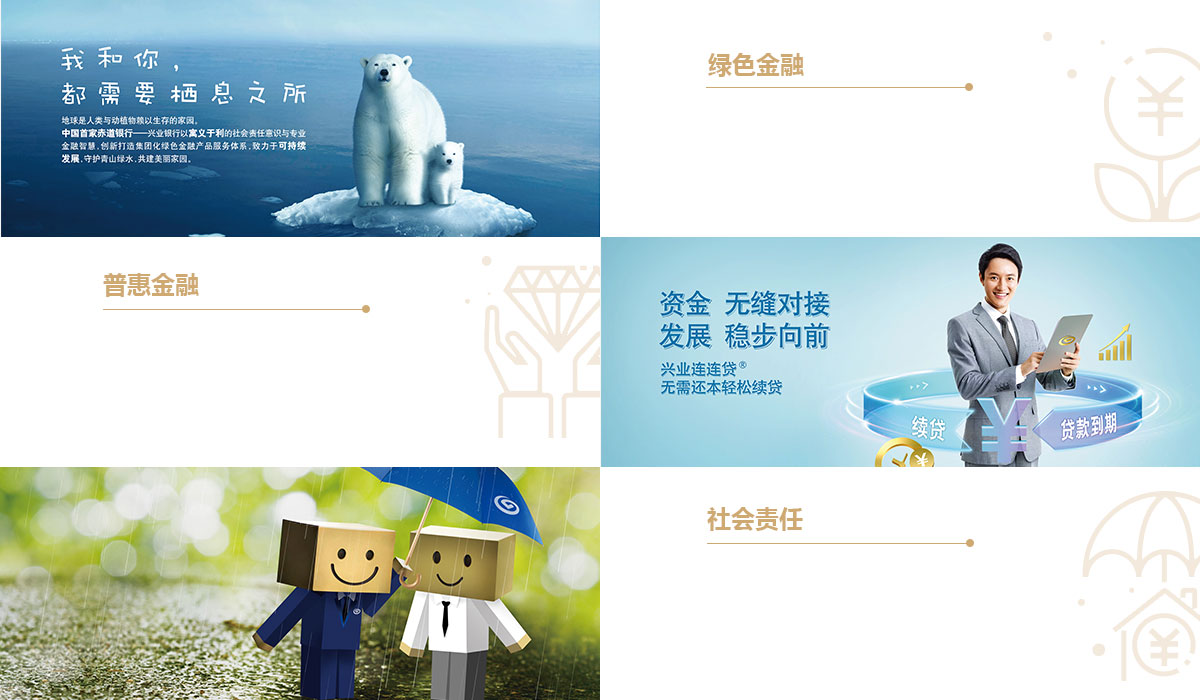 我和你，
都需要栖息之所
地球是人类与动植物赖以生存的家园。
中国首家赤道银行——兴业银行以寓义于利的社会责任意识与专业
金融智慧，创新打造集团化绿色金融产品服务体系，致力于可持续
发展，守护青山绿水，共建美丽家园。
绿色金融
普惠金融
资金 无缝对接
发展 稳步向前
兴业连连贷®
无需还本轻松续贷
续贷
贷款到期
社会责任